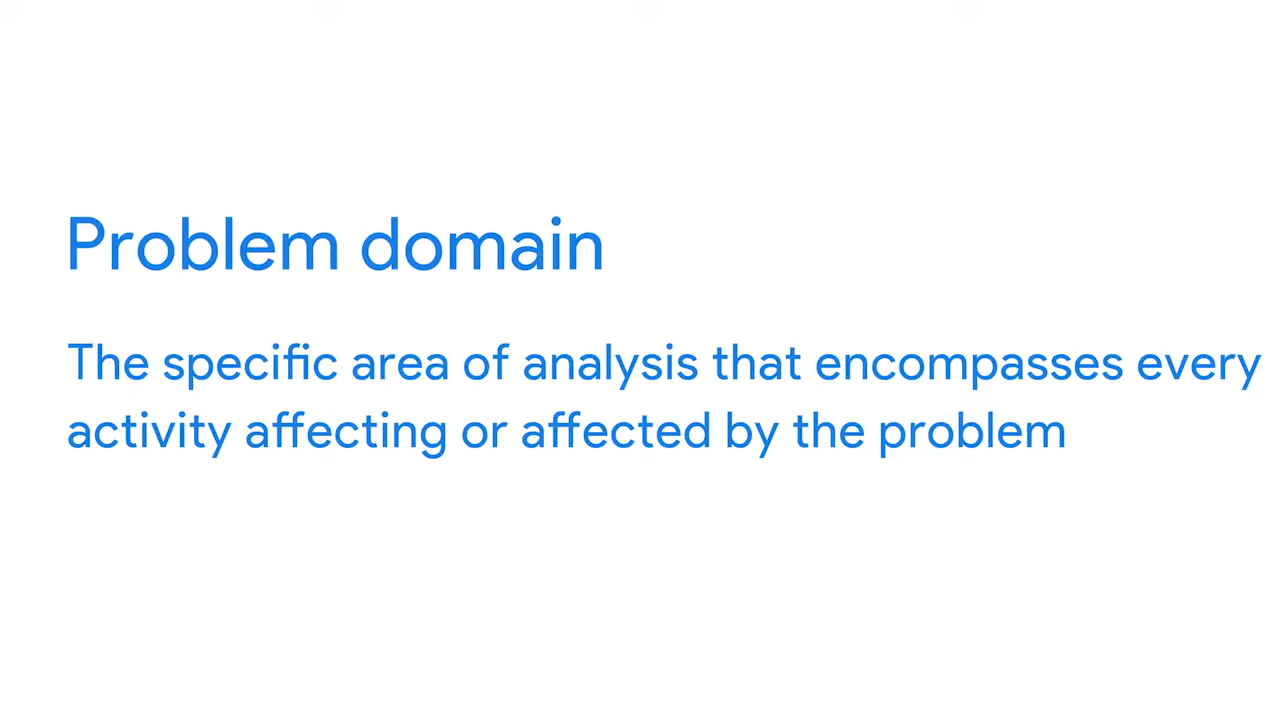 Problem domain
The specific area of analysis that encompasses every
activity affecting or affected by the problem